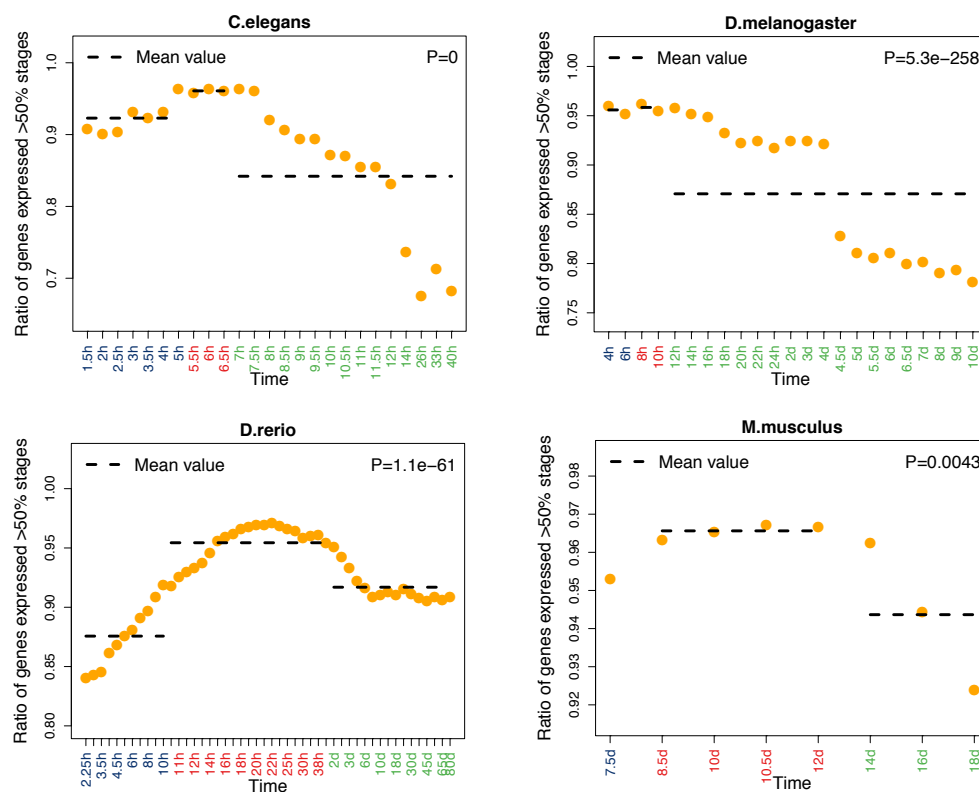 C.elegans
Mean value P=0
Ratio of genes expressed >50% stages
1.0
0.9
0.8
0.7
1.5h 2h 2.5h 3h 3.5h 4h 5h 5.5h 6h 6.5h 7h 7.5h 8h 8.5h 9h 9.5h 10h 10.5h 11h 11.5h 12h 14h 26h 33h 40h
Time
D.melanogaster
Mean value P=5.3e−258
Ratio of genes expressed >50% stages
1.00
0.95
0.90
0.85
0.80
0.75
4h 6h 8h 10h 12h 14h 16h 18h 20h 22h 24h 2d 3d 4d 4.5d 5d 5.5d 6d 6.5d 7d 8d 9d 10d
Time
D.rerio
Mean value P=1.1e−61
Ratio of genes expressed >50% stages
1.00
0.95
0.90
0.85
0.80
2.25h 3.5h 4.5h 6h 8h 10h 11h 12h 14h 16h 18h 20h 22h 25h 30h 38h 2d 3d 6d 10d 18d 30d 45d 65d 80d
Time
M.musculus
Mean value P=0.0043
Ratio of genes expressed >50% stages
0.98
0.97
0.96
0.95
0.94
0.93
0.92
7.5d 8.5d 10d 10.5d 12d 14d 16d 18d
Time